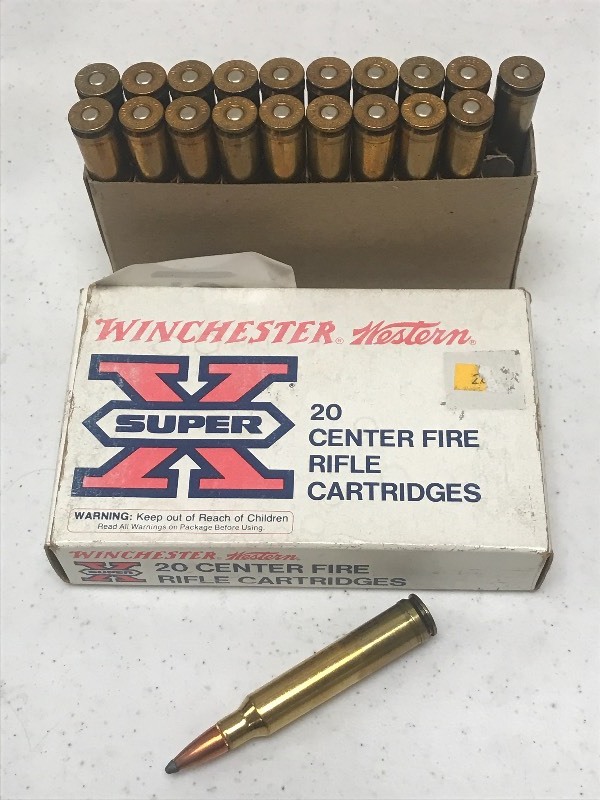 WINCHESTER® Western®
SUPER X®
20
CENTER FIRE
RIFLE
CARTRIDGES
WARNING: Keep out of Reach of Children
Read All Warnings on Package Before Using.
WINCHESTER Western
SUPER X
20 CENTER FIRE
RIFLE CARTRIDGES